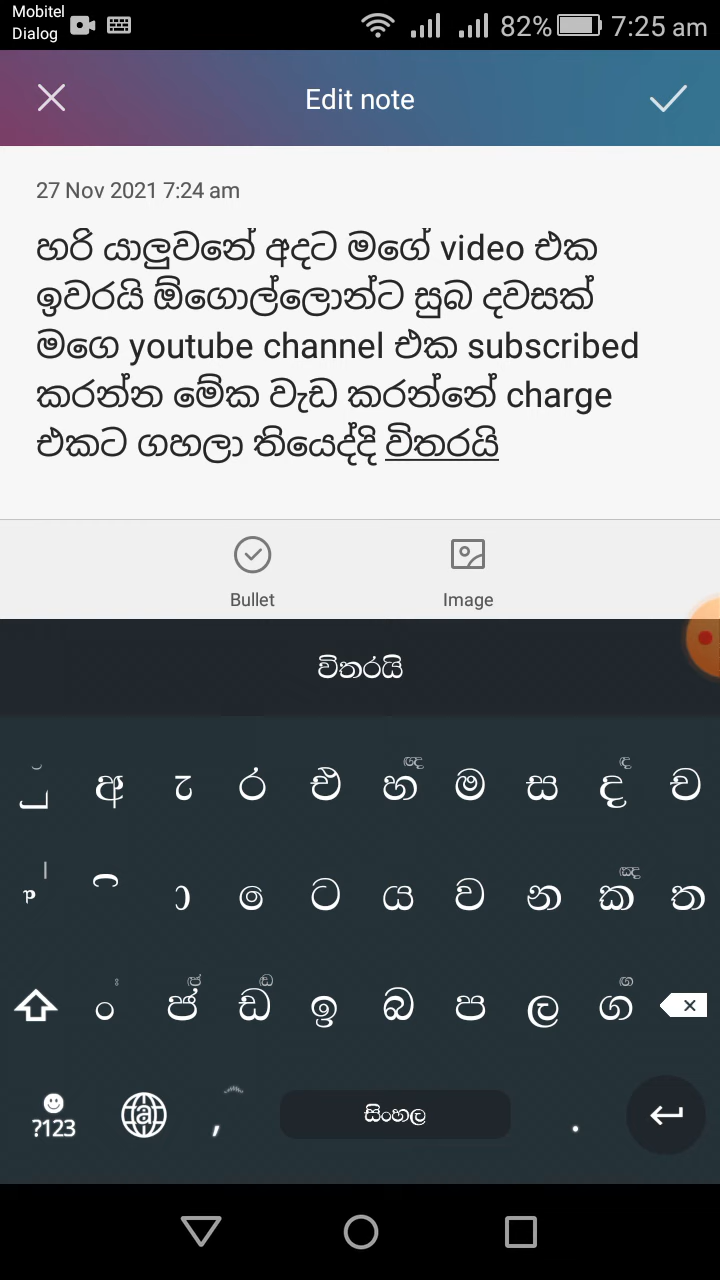 Mobitel
Dialog
82%
7:25 am
Edit note
27 Nov 2021 7:24 am
හරි යාලුවනේ අදට මගේ video එක
ඉවරයි ඕගොල්ලොන්ට සුබ දවසක්
මගෙ youtube channel එක subscribed
කරන්න මේක වැඩ කරන්නේ charge
එකට ගහලා තියෙද්දි විතරයි
Bullet
Image
විතරයි
ු අ ැ ර එ හ ම ස ද ච
ි ා ෙ ට ය ව න ක ත
ං ජ ඩ ඉ බ ප ල ග
?123 , සිංහල .